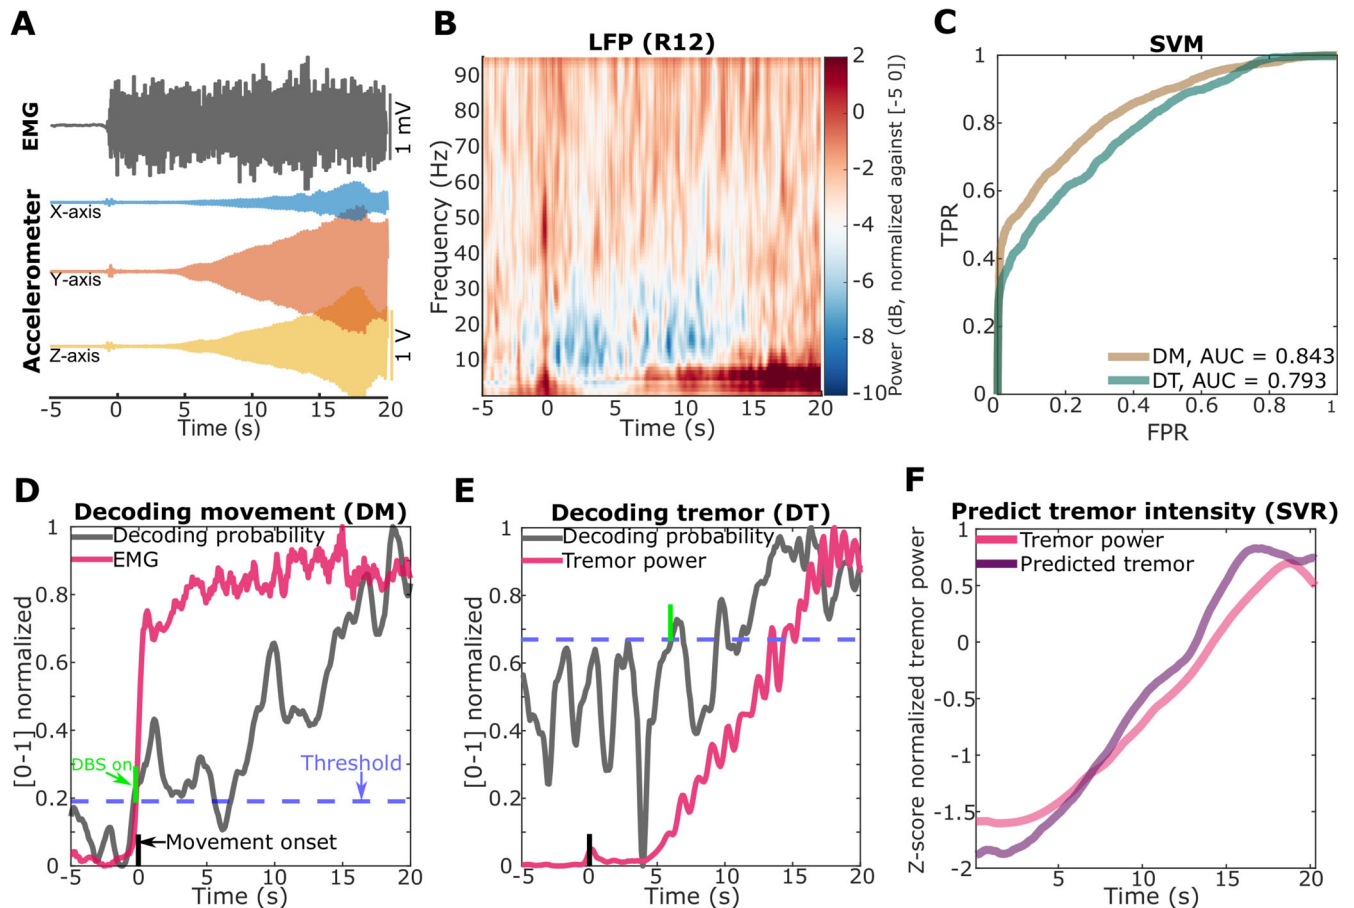 A
EMG
1 mV
Accelerometer
X-axis
Y-axis
Z-axis
1 V
-5 0 5 10 15 20
Time (s)
B
LFP (R12)
90
80
70
60
50
40
30
20
10
Frequency (Hz)
-5 0 5 10 15 20
Time (s)
2
0
-2
-4
-6
-8
-10
Power (dB, normalized against [-5 0])
C
SVM
1
0.8
0.6
0.4
0.2
0
TPR
DM, AUC = 0.843
DT, AUC = 0.793
0 0.2 0.4 0.6 0.8 1
FPR
D
Decoding movement (DM)
Decoding probability
EMG
1
0.8
0.6
0.4
0.2
0
[0-1] normalized
DBS on
Threshold
Movement onset
-5 0 5 10 15 20
Time (s)
E
Decoding tremor (DT)
Decoding probability
Tremor power
1
0.8
0.6
0.4
0.2
0
[0-1] normalized
-5 0 5 10 15 20
Time (s)
F
Predict tremor intensity (SVR)
Tremor power
Predicted tremor
1
0.5
0
-0.5
-1
-1.5
-2
Z-score normalized tremor power
5 10 15 20
Time (s)